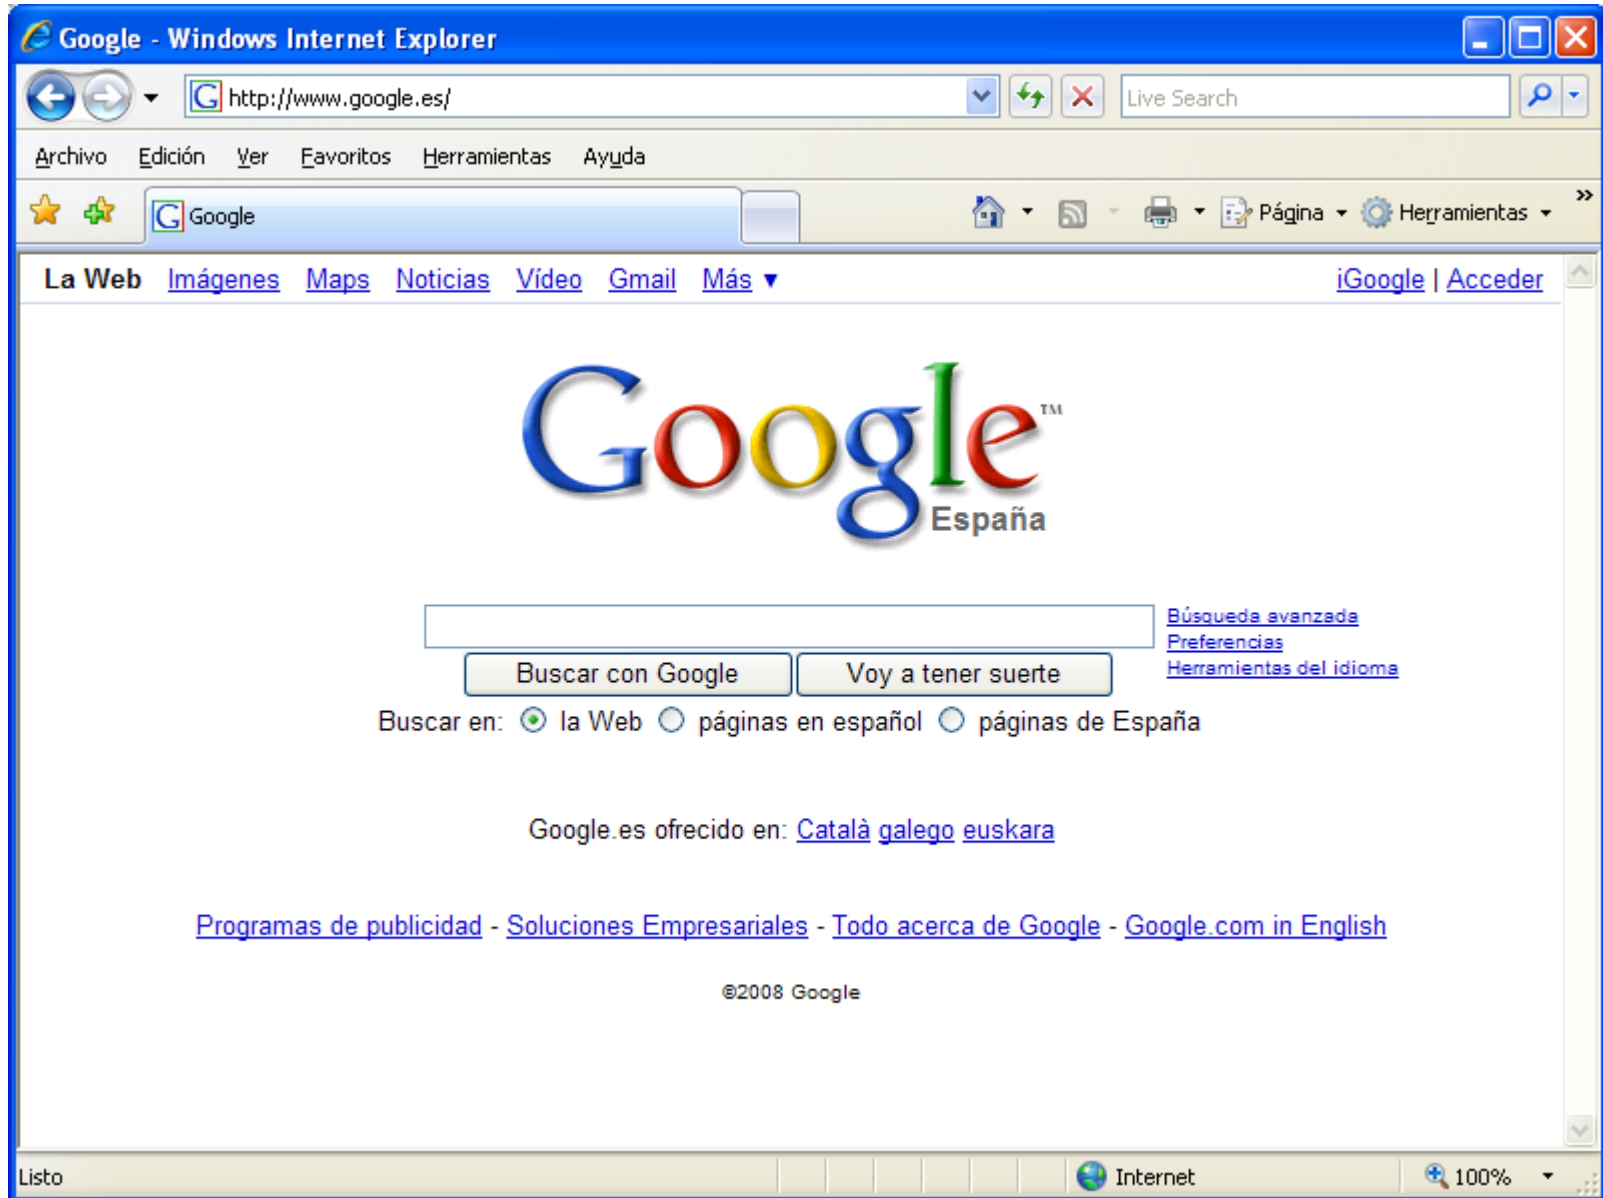 Google - Windows Internet Explorer
http://www.google.es/ Live Search
Archivo Edición Ver Favoritos Herramientas Ayuda
Google Página Herramientas »
La Web Imágenes Maps Noticias Vídeo Gmail Más ▼ iGoogle | Acceder
Google™
España
Búsqueda avanzada
Preferencias
Buscar con Google Voy a tener suerte Herramientas del idioma
Buscar en: la Web páginas en español páginas de España
Google.es ofrecido en: Català galego euskara
Programas de publicidad - Soluciones Empresariales - Todo acerca de Google - Google.com in English
©2008 Google
Listo Internet 100%